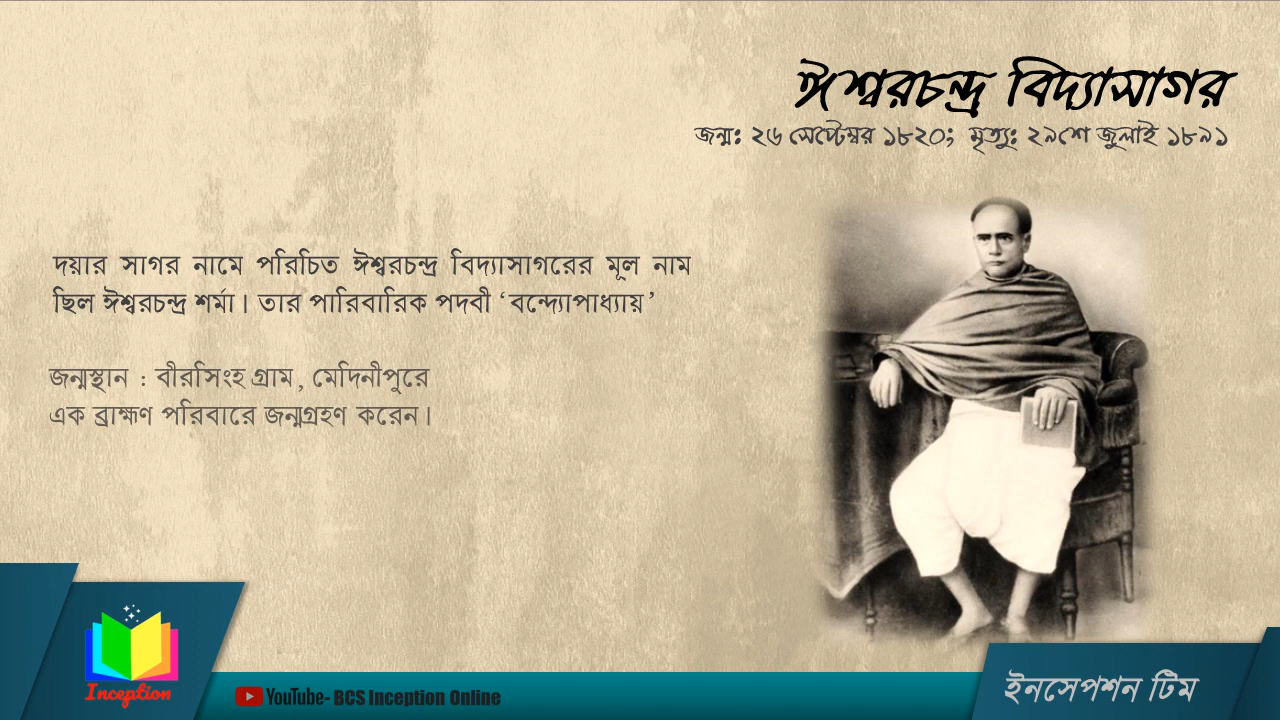 ঈশ্বরচন্দ্র বিদ্যাসাগর
জন্ম: ২৬ সেপ্টেম্বর ১৮২০; মৃত্যু: ২৯শে জুলাই ১৮৯১
দয়ার সাগর নামে পরিচিত ঈশ্বরচন্দ্র বিদ্যাসাগরের মূল নাম
ছিল ঈশ্বরচন্দ্র শর্মা। তার পারিবারিক পদবী ‘বন্দ্যোপাধ্যায়’
জন্মস্থান : বীরসিংহ গ্রাম, মেদিনীপুরে
এক ব্রাহ্মণ পরিবারে জন্মগ্রহণ করেন।
Inception
YouTube- BCS Inception Online
ইনসেপশন টিম